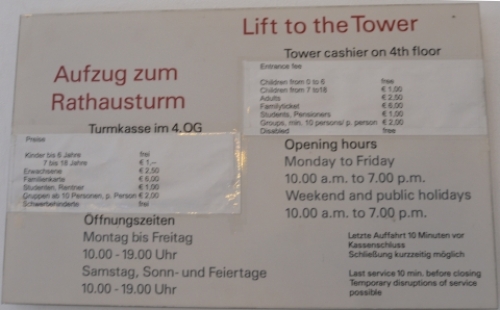 Aufzug zum
Rathausturm
Turmkasse im 4.OG
Preise
Kinder bis 6 Jahre frei
7 bis 18 Jahre € 1,--
Erwachsene € 2,50
Familienkarte € 6,00
Studenten, Rentner € 1,00
Gruppen ab 10 Personen, p. Person € 2,00
Schwerbehinderte frei
Öffnungszeiten
Montag bis Freitag
10.00 - 19.00 Uhr
Samstag, Sonn- und Feiertage
10.00 - 19.00 Uhr
Lift to the Tower
Tower cashier on 4th floor
Entrance fee
Children from 0 to 6 free
Children from 7 to18 € 1,00
Adults € 2,50
Familyticket € 6,00
Students, Pensioners € 1,00
Groups, min. 10 persons/ p. person € 2,00
Disabled free
Opening hours
Monday to Friday
10.00 a.m. to 7.00 p.m.
Weekend and public holidays
10.00 a.m. to 7.00 p.m.
Letzte Auffahrt 10 Minuten vor
Kassenschluss
Schließung kurzzeitig möglich
Last service 10 min. before closing
Temporary disruptions of service
possible